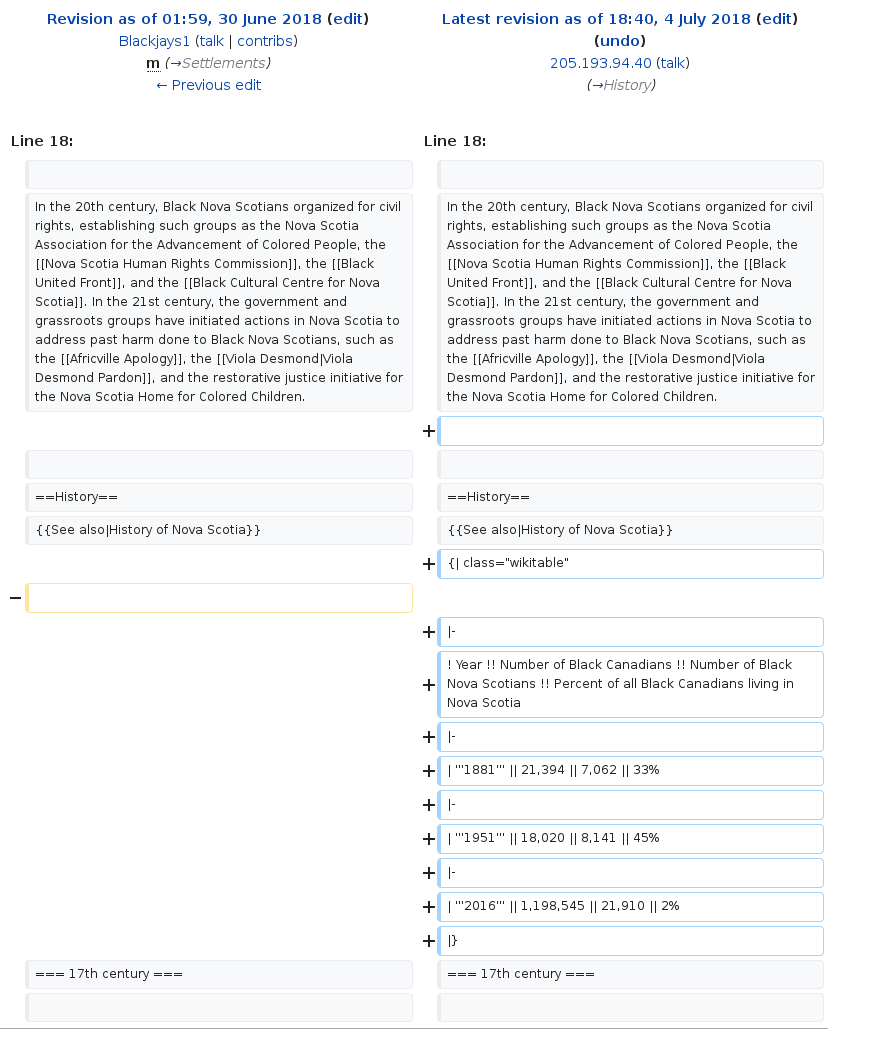 Revision as of 01:59, 30 June 2018 (edit)
Blackjays1 (talk | contribs)
m (→Settlements)
← Previous edit
Latest revision as of 18:40, 4 July 2018 (edit)
(undo)
205.193.94.40 (talk)
(→History)
Line 18:
Line 18:
In the 20th century, Black Nova Scotians organized for civil
rights, establishing such groups as the Nova Scotia
Association for the Advancement of Colored People, the
[[Nova Scotia Human Rights Commission]], the [[Black
United Front]], and the [[Black Cultural Centre for Nova
Scotia]]. In the 21st century, the government and
grassroots groups have initiated actions in Nova Scotia to
address past harm done to Black Nova Scotians, such as
the [[Africville Apology]], the [[Viola Desmond|Viola
Desmond Pardon]], and the restorative justice initiative for
the Nova Scotia Home for Colored Children.
In the 20th century, Black Nova Scotians organized for civil
rights, establishing such groups as the Nova Scotia
Association for the Advancement of Colored People, the
[[Nova Scotia Human Rights Commission]], the [[Black
United Front]], and the [[Black Cultural Centre for Nova
Scotia]]. In the 21st century, the government and
grassroots groups have initiated actions in Nova Scotia to
address past harm done to Black Nova Scotians, such as
the [[Africville Apology]], the [[Viola Desmond|Viola
Desmond Pardon]], and the restorative justice initiative for
the Nova Scotia Home for Colored Children.
+
==History==
==History==
{{See also|History of Nova Scotia}}
{{See also|History of Nova Scotia}}
+ {| class="wikitable"
−
+ |-
+ ! Year !! Number of Black Canadians !! Number of Black
Nova Scotians !! Percent of all Black Canadians living in
Nova Scotia
+ |-
+ | '''1881''' || 21,394 || 7,062 || 33%
+ |-
+ | '''1951''' || 18,020 || 8,141 || 45%
+ |-
+ | '''2016''' || 1,198,545 || 21,910 || 2%
+ |}
=== 17th century ===
=== 17th century ===